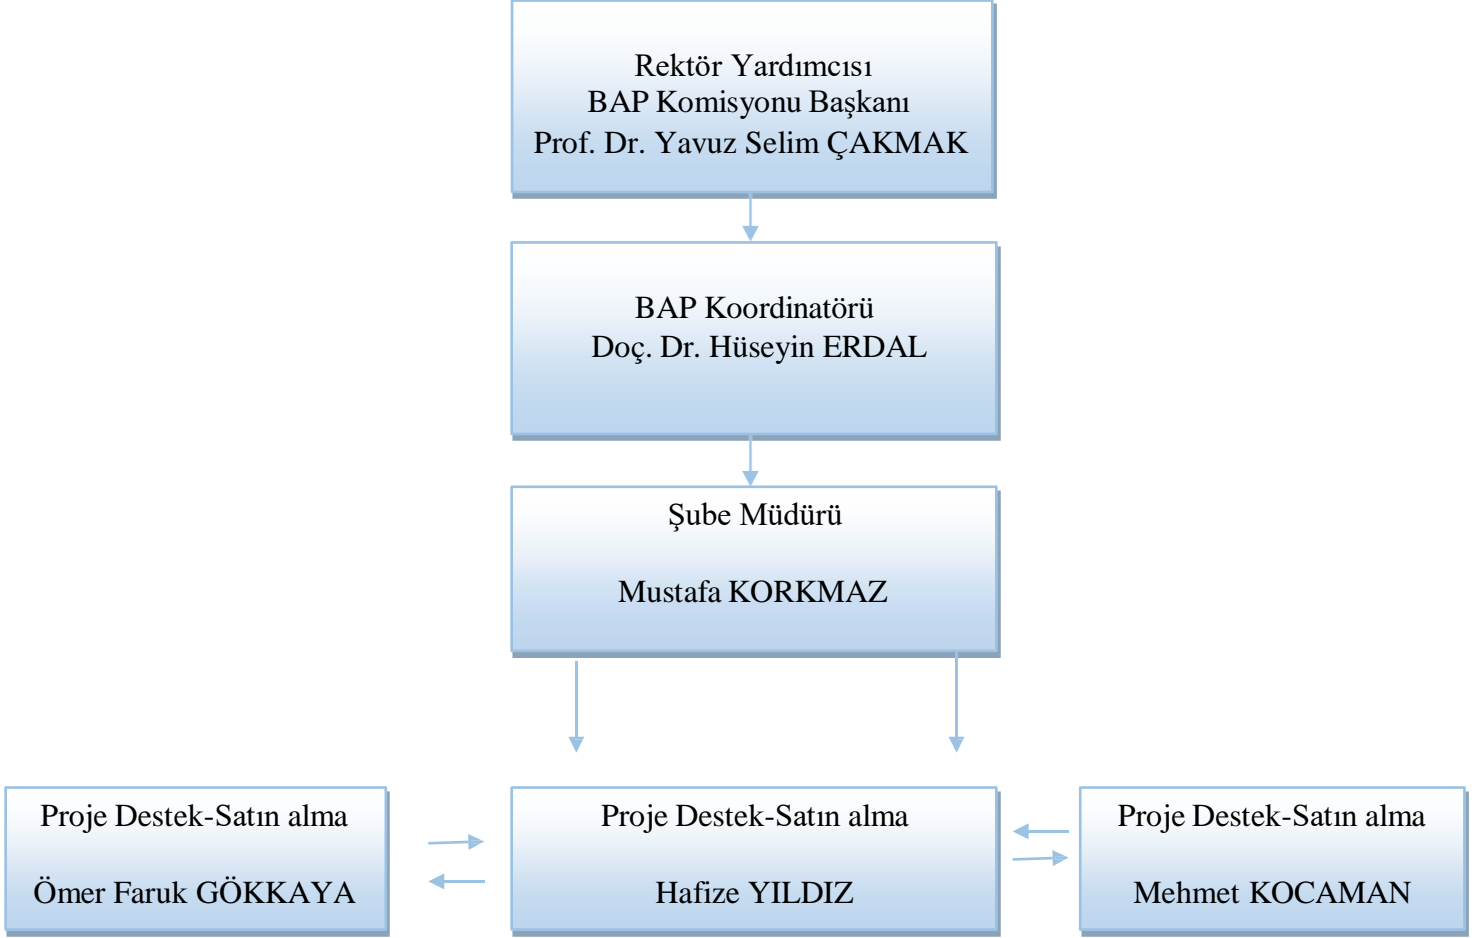 Rektör Yardımcısı
BAP Komisyonu Başkanı
Prof. Dr. Yavuz Selim ÇAKMAK
BAP Koordinatörü
Doç. Dr. Hüseyin ERDAL
Şube Müdürü
Mustafa KORKMAZ
Proje Destek-Satın alma
Ömer Faruk GÖKKAYA
Proje Destek-Satın alma
Hafize YILDIZ
Proje Destek-Satın alma
Mehmet KOCAMAN